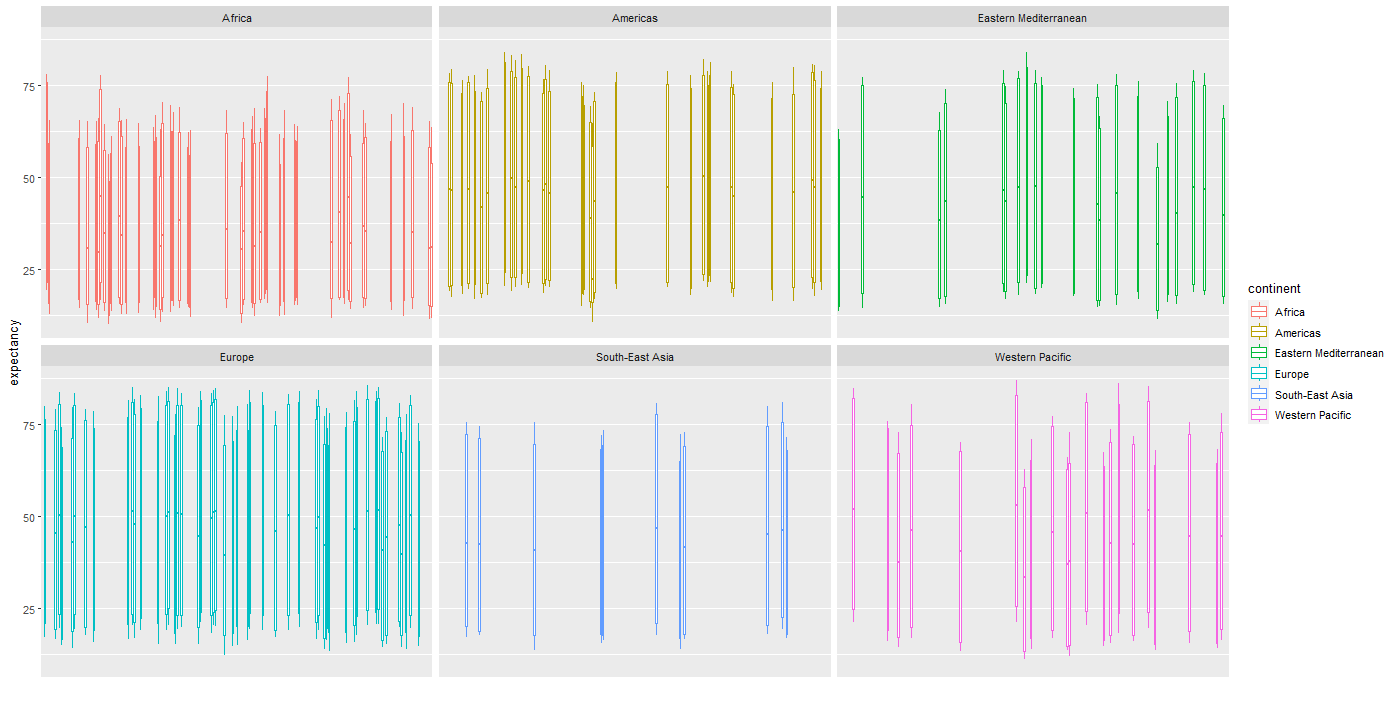 Africa
Americas
Eastern Mediterranean
75
50
25
expectancy
Europe
South-East Asia
Western Pacific
75
50
25
continent
Africa
Americas
Eastern Mediterranean
Europe
South-East Asia
Western Pacific